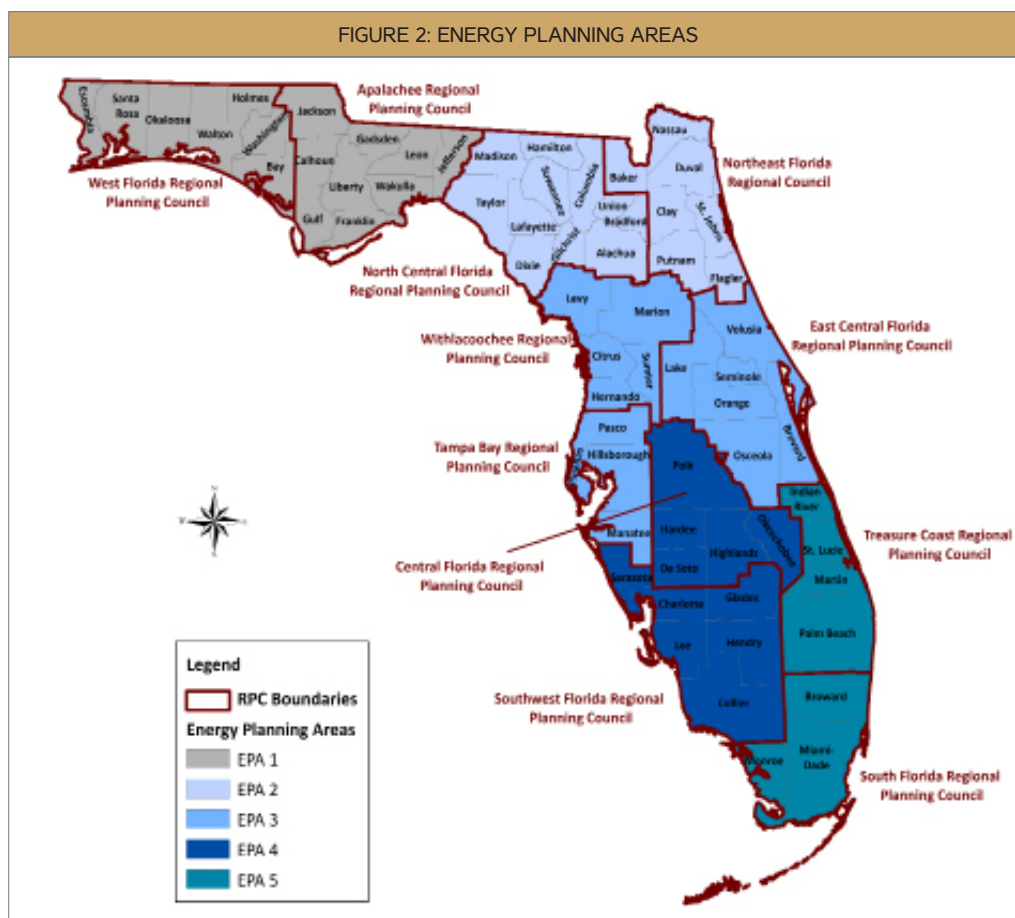 FIGURE 2: ENERGY PLANNING AREAS
Apalachee Regional
Planning Council
Escambia
Santa
Rosa
Okaloosa
Holmes
Walton
Washington
Bay
Jackson
Calhoun
Gadsden
Leon
Jefferson
Liberty
Wakulla
Gulf
Franklin
West Florida Regional
Planning Council
Madison
Hamilton
Taylor
Suwannee
Columbia
Lafayette
Dixie
Gilchrist
Baker
Union
Bradford
Alachua
Nassau
Duval
Clay
St. Johns
Putnam
Flagler
Northeast Florida
Regional Council
North Central Florida
Regional Planning Council
Levy
Marion
Citrus
Sumter
Hernando
Withlacoochee Regional
Planning Council
Volusia
Lake
Seminole
Orange
Osceola
Brevard
East Central Florida
Regional Planning Council
Pasco
Hillsborough
Manatee
Tampa Bay Regional
Planning Council
Polk
Hardee
Highlands
Okeechobee
De Soto
Central Florida Regional
Planning Council
Indian
River
St. Lucie
Martin
Palm Beach
Treasure Coast Regional
Planning Council
Sarasota
Charlotte
Glades
Lee
Hendry
Collier
Southwest Florida Regional
Planning Council
Broward
Miami-
Dade
Monroe
South Florida Regional
Planning Council
Legend
RPC Boundaries
Energy Planning Areas
EPA 1
EPA 2
EPA 3
EPA 4
EPA 5